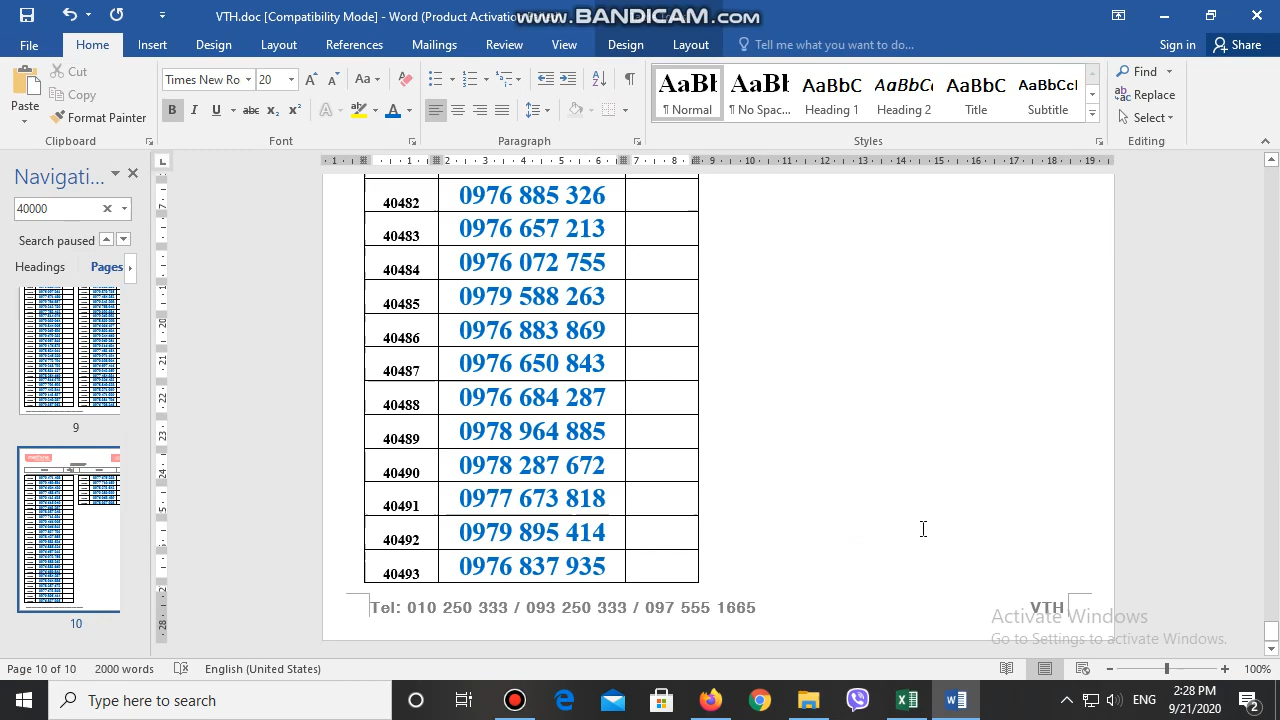 VTH.doc [Compatibility Mode] - Word (Product Activation
www.BANDICAM.com
File Home Insert Design Layout References Mailings Review View Design Layout Tell me what you want to do... Sign in Share
Paste
Cut
Copy
Format Painter
Clipboard
Times New Ro 20
Font
Paragraph
¶ Normal
¶ No Spac...
Heading 1
Heading 2
Title
Subtitle
Styles
Find
Replace
Select
Editing
Navigati...
40000
Search paused
Headings Pages
9
10
40482 0976 885 326
40483 0976 657 213
40484 0976 072 755
40485 0979 588 263
40486 0976 883 869
40487 0976 650 843
40488 0976 684 287
40489 0978 964 885
40490 0978 287 672
40491 0977 673 818
40492 0979 895 414
40493 0976 837 935
Tel: 010 250 333 / 093 250 333 / 097 555 1665 VTH
Activate Windows
Go to Settings to activate Windows.
Page 10 of 10 2000 words English (United States) 100%
Type here to search
ENG
2:28 PM
9/21/2020
2